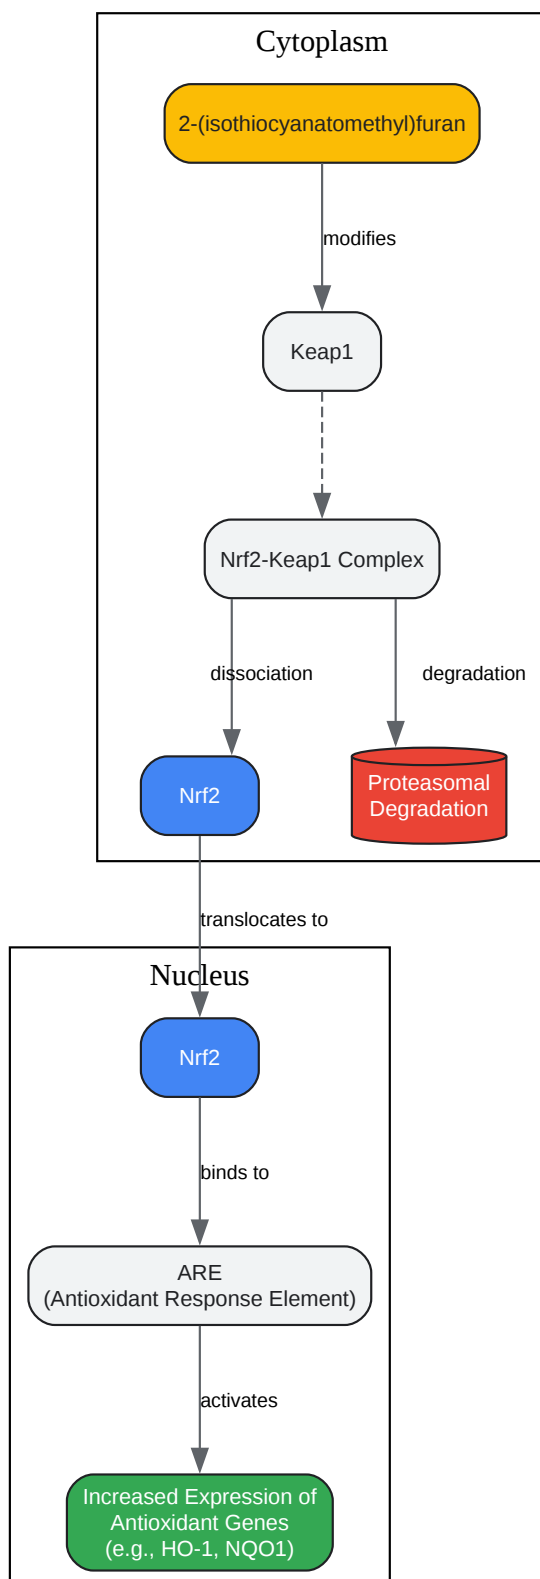 Cytoplasm
2-(isothiocyanatomethyl)furan
modifies
Keap1
Nrf2-Keap1 Complex
dissociation
degradation
Nrf2
Proteasomal
Degradation
translocates to
Nucleus
Nrf2
binds to
ARE
(Antioxidant Response Element)
activates
Increased Expression of
Antioxidant Genes
(e.g., HO-1, NQO1)